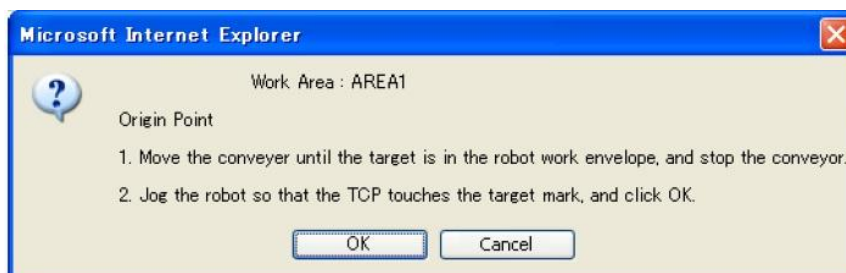 Microsoft Internet Explorer
Work Area : AREA1
Origin Point
1. Move the conveyer until the target is in the robot work envelope, and stop the conveyor.
2. Jog the robot so that the TCP touches the target mark, and click OK.
OK
Cancel